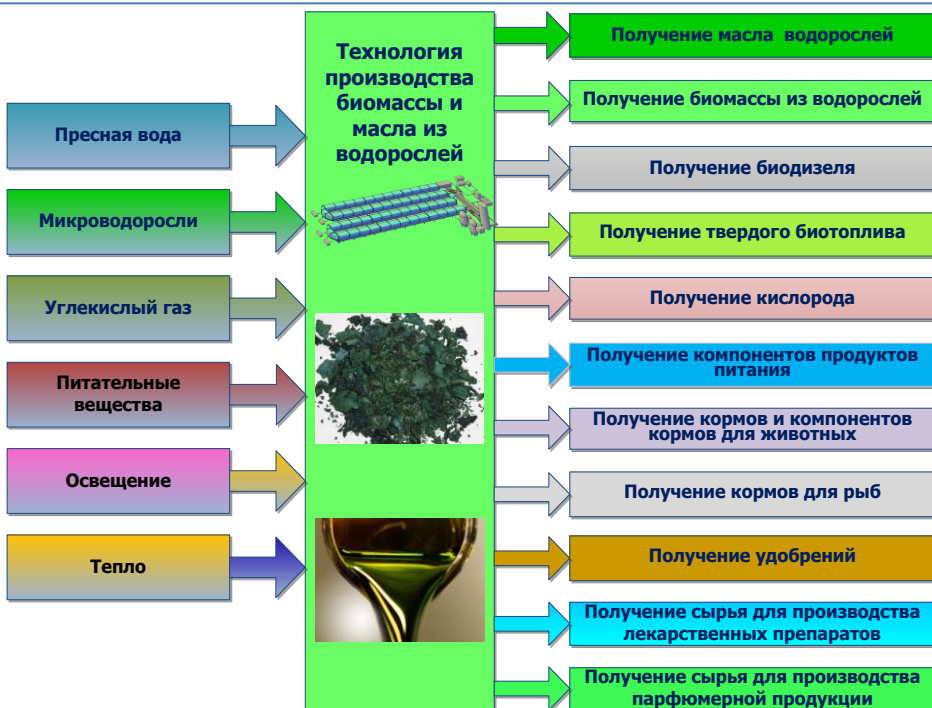 Пресная вода
Микроводоросли
Углекислый газ
Питательные
вещества
Освещение
Тепло
Технология
производства
биомассы и
масла из
водорослей
Получение масла водорослей
Получение биомассы из водорослей
Получение биодизеля
Получение твердого биотоплива
Получение кислорода
Получение компонентов продуктов
питания
Получение кормов и компонентов
кормов для животных
Получение кормов для рыб
Получение удобрений
Получение сырья для производства
лекарственных препаратов
Получение сырья для производства
парфюмерной продукции